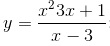 y = \frac{x^2 3x + 1}{x - 3}